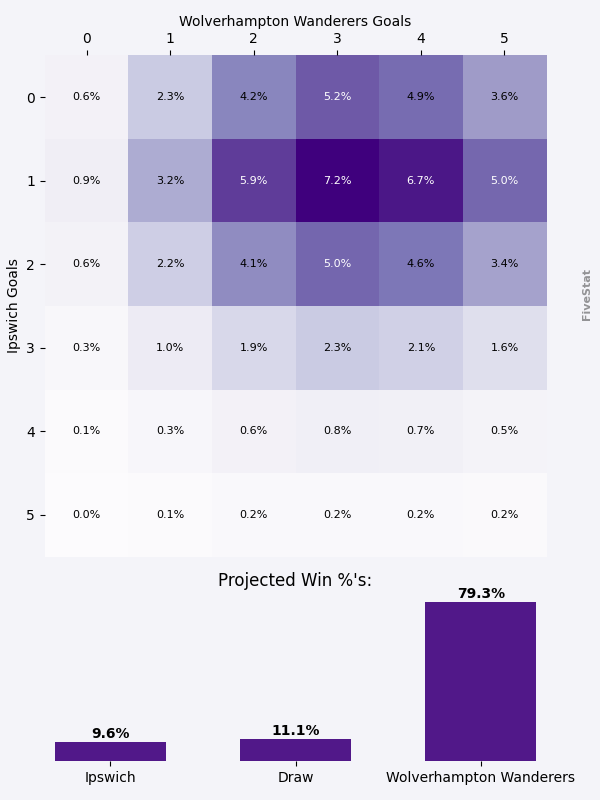 Wolverhampton Wanderers Goals
0 1 2 3 4 5
0 0.6% 2.3% 4.2% 5.2% 4.9% 3.6%
1 0.9% 3.2% 5.9% 7.2% 6.7% 5.0%
2 0.6% 2.2% 4.1% 5.0% 4.6% 3.4%
3 0.3% 1.0% 1.9% 2.3% 2.1% 1.6%
4 0.1% 0.3% 0.6% 0.8% 0.7% 0.5%
5 0.0% 0.1% 0.2% 0.2% 0.2% 0.2%
Ipswich Goals
FiveStat
Projected Win %'s:
9.6% 11.1% 79.3%
Ipswich Draw Wolverhampton Wanderers